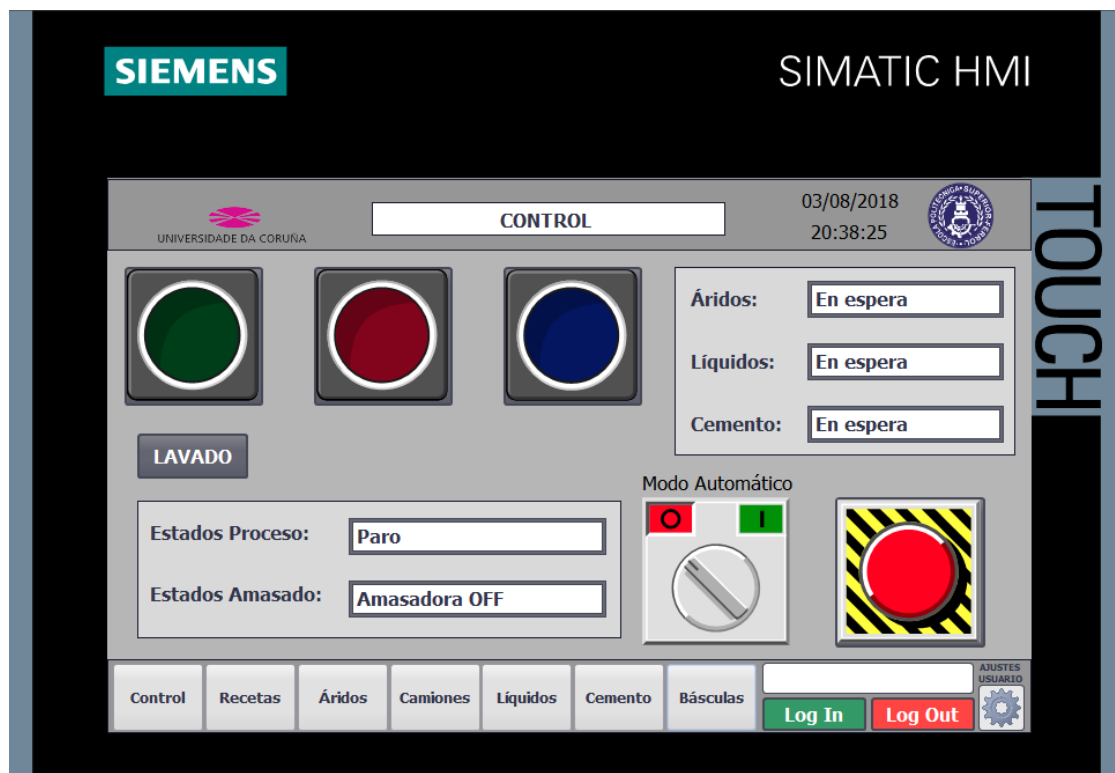 SIEMENS
SIMATIC HMI
TOUCH
UNIVERSIDADE DA CORUÑA
CONTROL
03/08/2018
20:38:25
Áridos:
En espera
Líquidos:
En espera
Cemento:
En espera
LAVADO
Modo Automático
O
I
Estados Proceso:
Paro
Estados Amasado:
Amasadora OFF
Control
Recetas
Áridos
Camiones
Líquidos
Cemento
Básculas
Log In
Log Out
AJUSTES
USUARIO